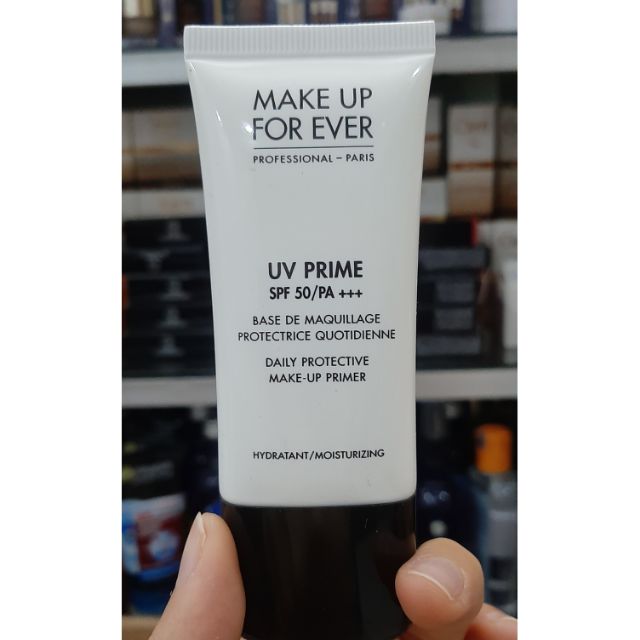 MAKE UP
FOR EVER
PROFESSIONAL – PARIS
UV PRIME
SPF 50/PA +++
BASE DE MAQUILLAGE
PROTECTRICE QUOTIDIENNE
DAILY PROTECTIVE
MAKE-UP PRIMER
HYDRATANT/MOISTURIZING